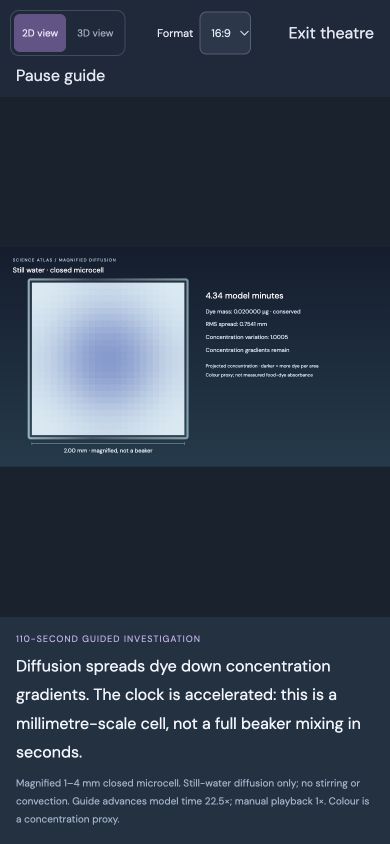 2D view 3D view Format 16:9 Exit theatre
Pause guide
SCIENCE ATLAS / MAGNIFIED DIFFUSION
Still water · closed microcell
4.34 model minutes
Dye mass: 0.020000 µg · conserved
RMS spread: 0.7541 mm
Concentration variation: 1.0005
Concentration gradients remain
Projected concentration · darker = more dye per area
Colour proxy; not measured food-dye absorbance
2.00 mm · magnified, not a beaker
110-SECOND GUIDED INVESTIGATION
Diffusion spreads dye down concentration
gradients. The clock is accelerated: this is a
millimetre-scale cell, not a full beaker mixing in
seconds.
Magnified 1–4 mm closed microcell. Still-water diffusion only; no stirring or
convection. Guide advances model time 22.5×; manual playback 1×. Colour is
a concentration proxy.